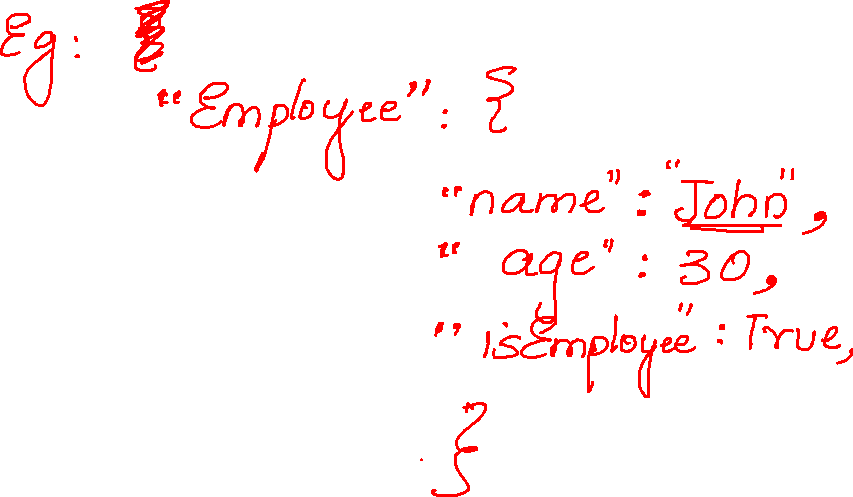 Eg:
"Employee": {
"name": "John",
"age": 30,
"isEmployee": True,
}